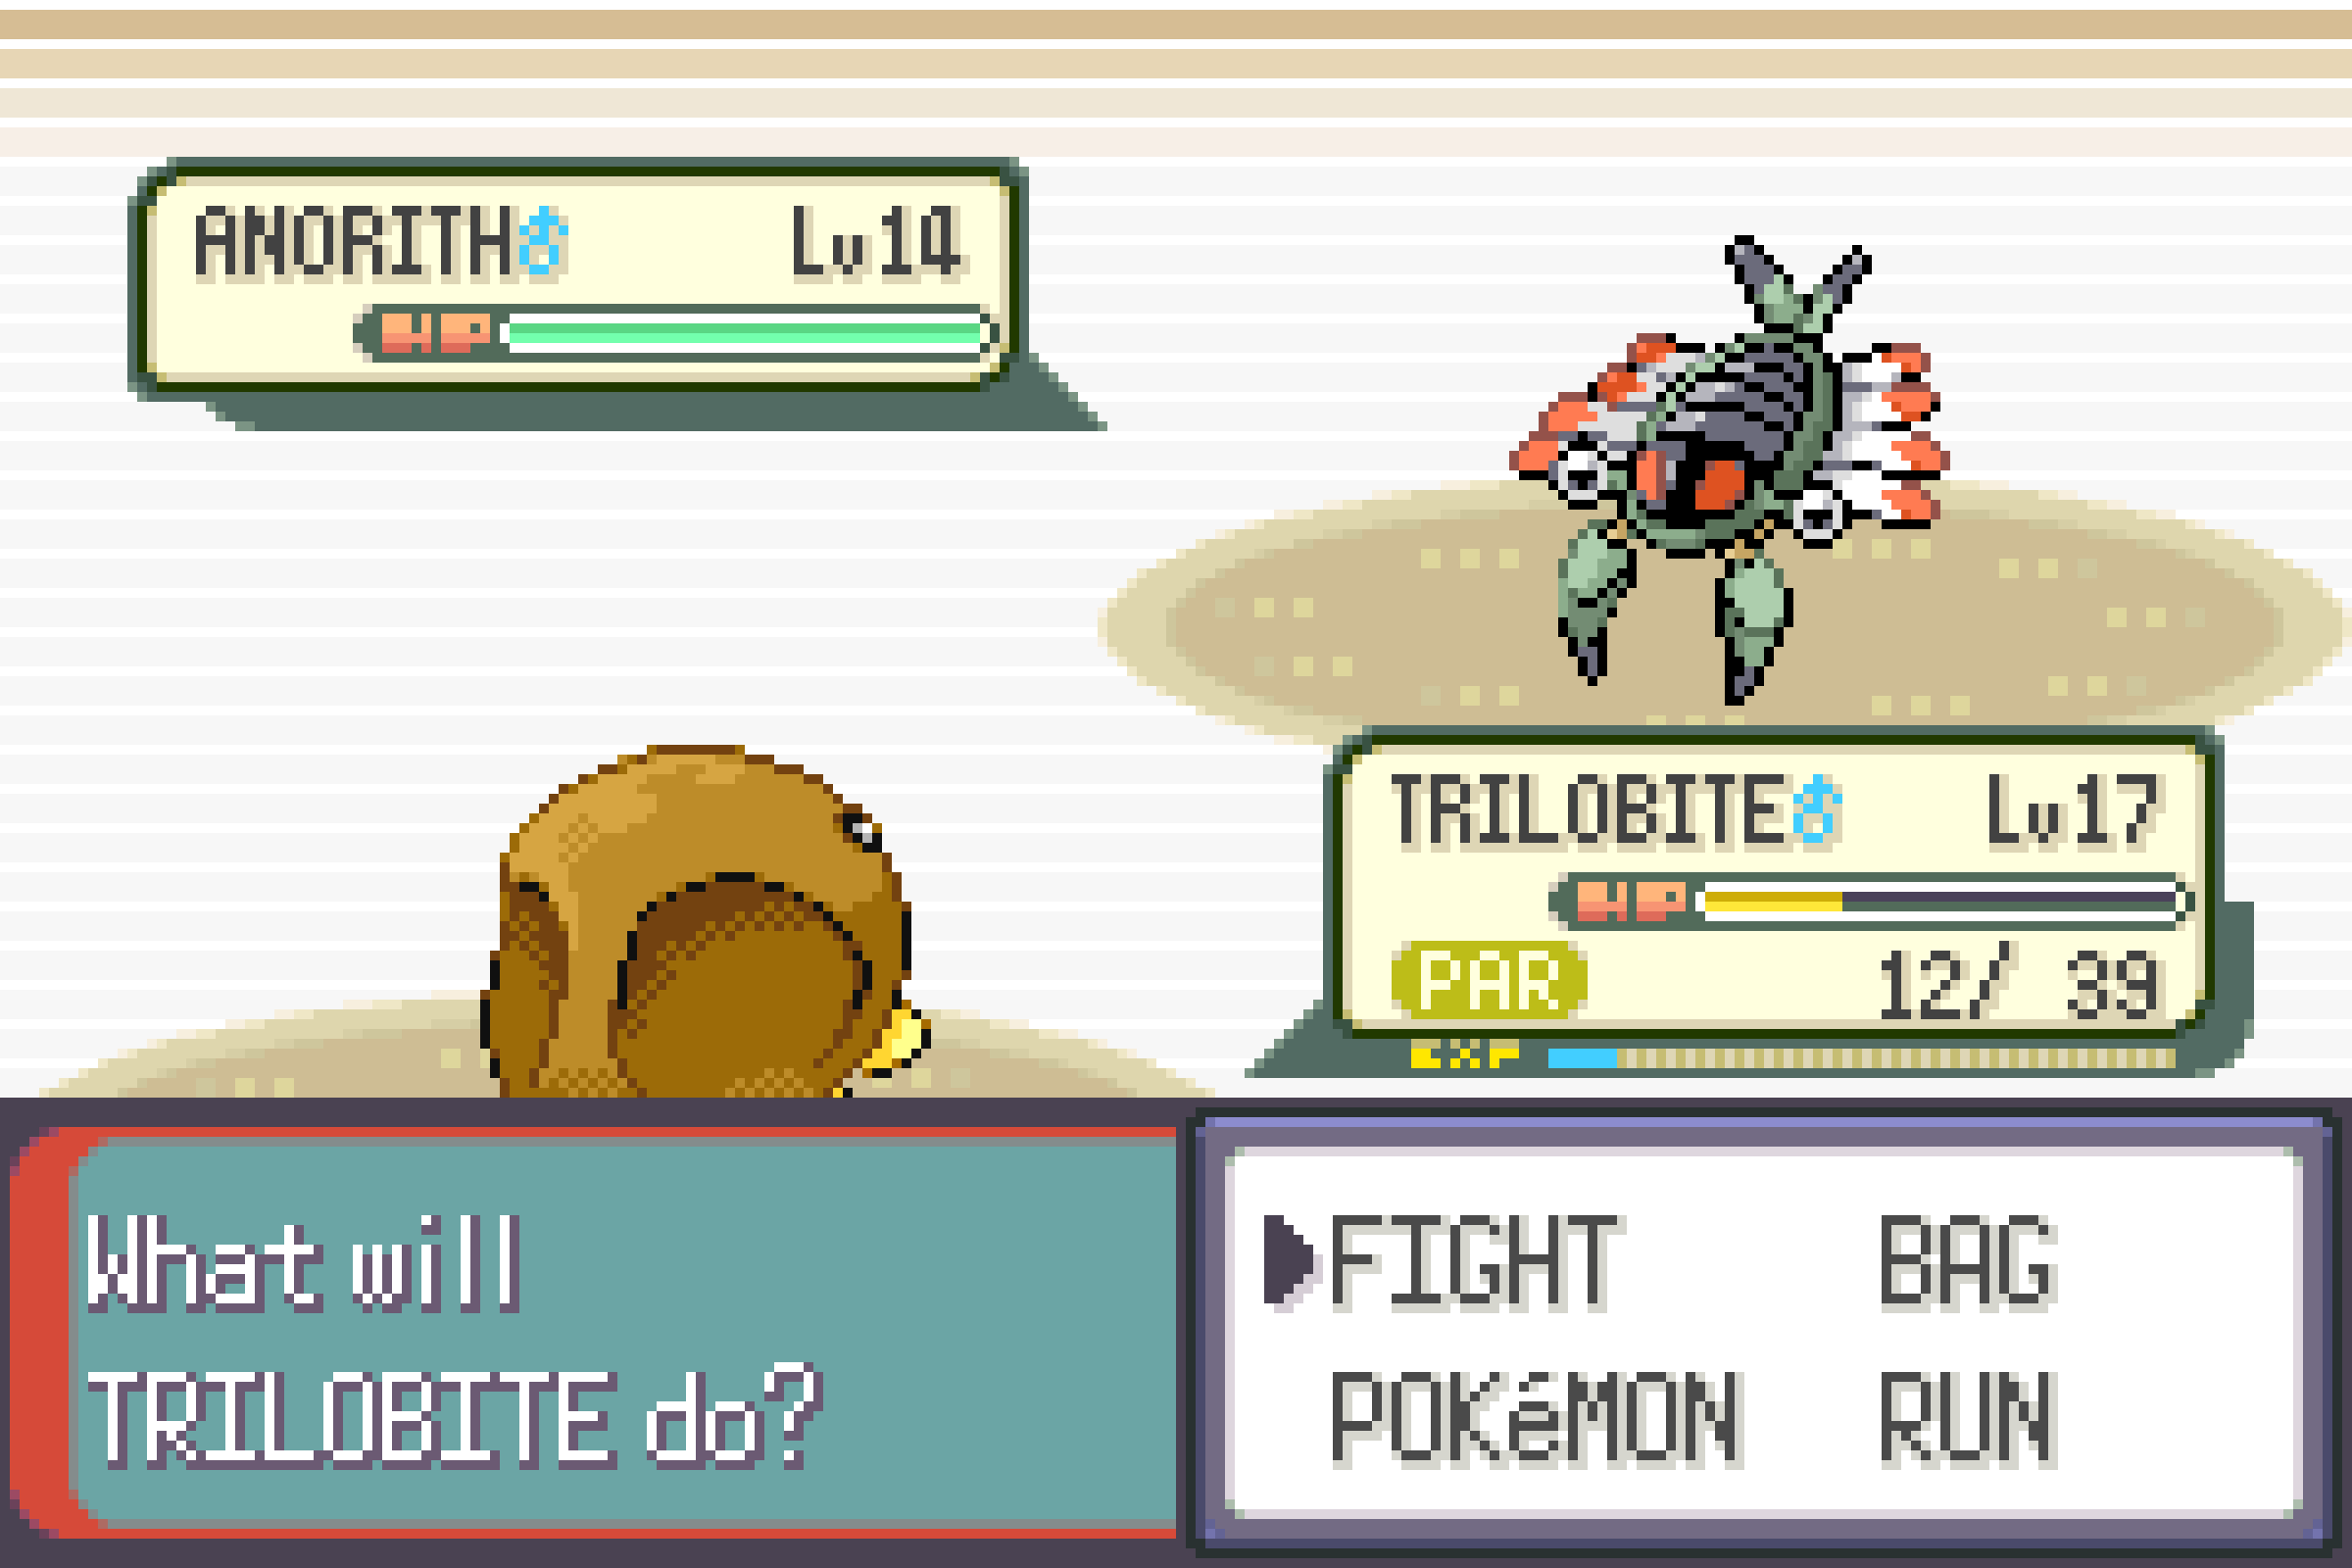 ANORITH♂ Lv14
HP
TRILOBITE♂ Lv17
HP
PAR 12/ 39
EXP
What will
TRILOBITE do?
FIGHT BAG
POKéMON RUN